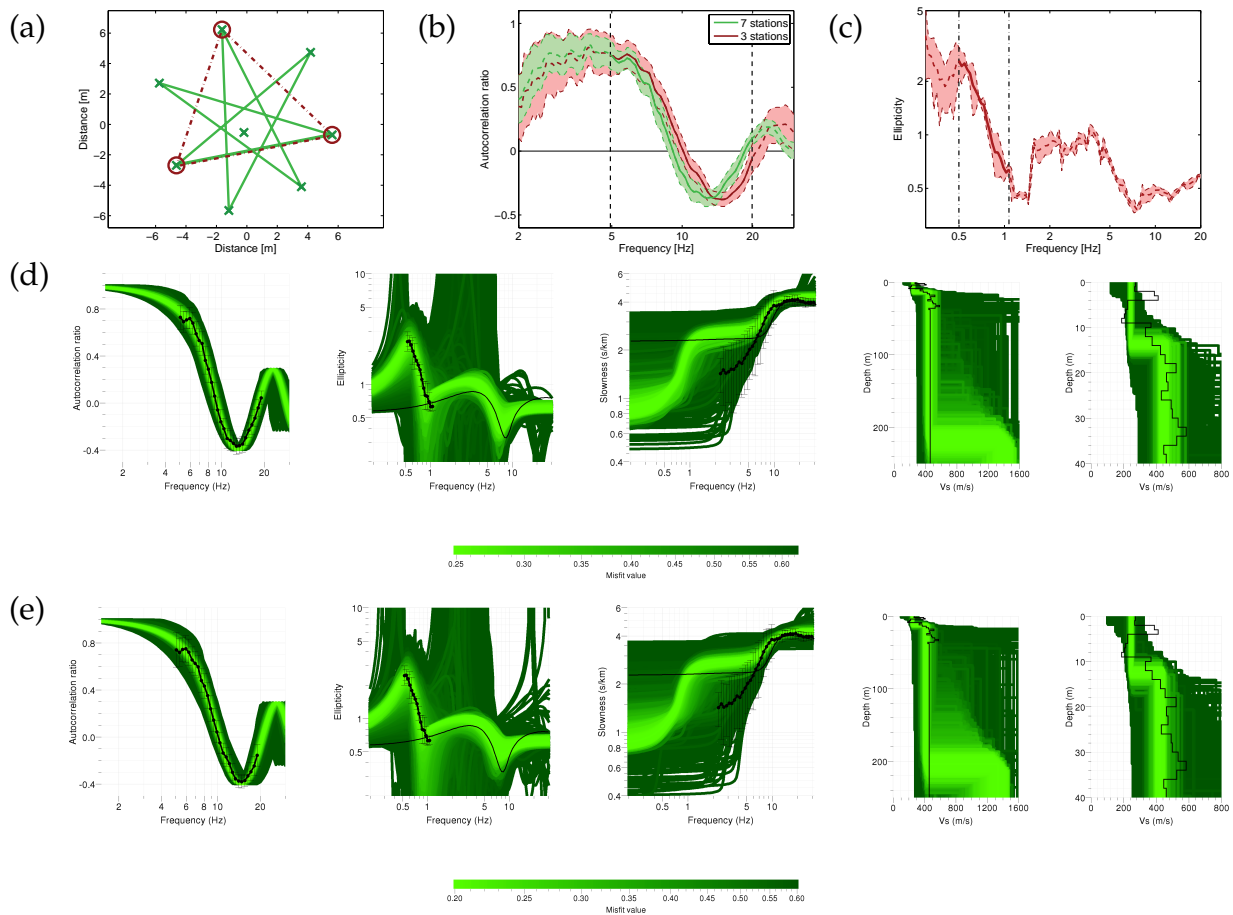 (a)
6
4
2
0
−2
−4
−6
Distance [m]
−6 −4 −2 0 2 4 6
Distance [m]
(b)
1
0.5
0
−0.5
Autocorrelation ratio
7 stations
3 stations
2 5 10 20
Frequency [Hz]
(c)
5
2
1
0.5
Ellipticity
0.5 1 2 5 10 20
Frequency [Hz]
(d)
0.8
0.4
0.0
-0.4
Autocorrelation ratio
2 4 6 8 10 20
Frequency (Hz)
10
5
1
0.5
Ellipticity
0.5 1 5 10
Frequency (Hz)
6
4
2
1
0.8
0.6
0.4
Slowness (s/km)
0.5 1 5 10
Frequency (Hz)
0
100
200
Depth (m)
0 400 800 1200 1600
Vs (m/s)
0
10
20
30
40
Depth (m)
0 200 400 600 800
Vs (m/s)
0.25 0.30 0.35 0.40 0.45 0.50 0.55 0.60
Misfit value
(e)
0.8
0.4
0.0
-0.4
Autocorrelation ratio
2 4 6 8 10 20
Frequency (Hz)
10
5
1
0.5
Ellipticity
0.5 1 5 10
Frequency (Hz)
6
4
2
1
0.8
0.6
0.4
Slowness (s/km)
0.5 1 5 10
Frequency (Hz)
0
100
200
Depth (m)
0 400 800 1200 1600
Vs (m/s)
0
10
20
30
40
Depth (m)
0 200 400 600 800
Vs (m/s)
0.20 0.25 0.30 0.35 0.40 0.45 0.50 0.55 0.60
Misfit value